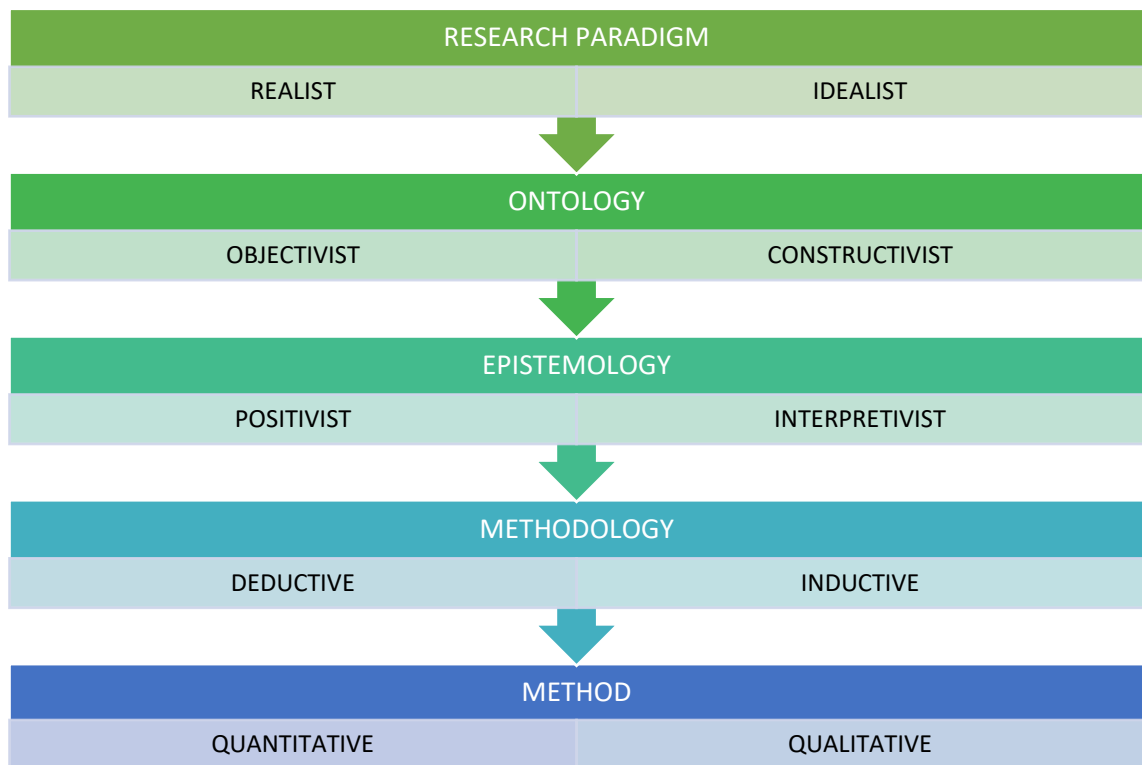 RESEARCH PARADIGM
REALIST IDEALIST
ONTOLOGY
OBJECTIVIST CONSTRUCTIVIST
EPISTEMOLOGY
POSITIVIST INTERPRETIVIST
METHODOLOGY
DEDUCTIVE INDUCTIVE
METHOD
QUANTITATIVE QUALITATIVE